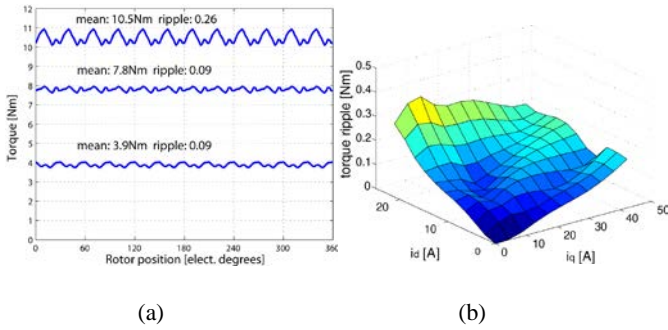 mean: 10.5Nm ripple: 0.26
mean: 7.8Nm ripple: 0.09
mean: 3.9Nm ripple: 0.09
Torque [Nm]
12
11
10
9
8
7
6
5
4
3
2
1
0
0 60 120 180 240 300 360
Rotor position [elect. degrees]
(a)
torque ripple [Nm]
0.5
0.4
0.3
0.2
0.1
0
20
10
0
id [A]
0 10 20 30 40 50
iq [A]
(b)